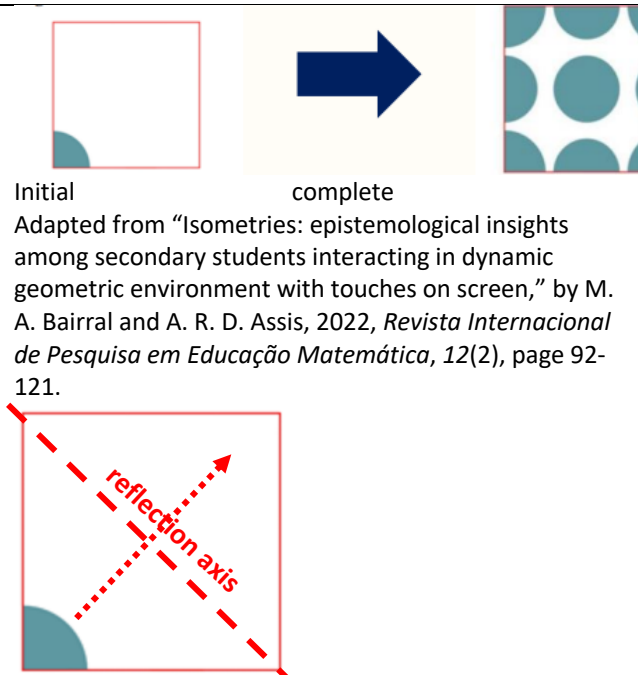 Initial complete
Adapted from “Isometries: epistemological insights
among secondary students interacting in dynamic
geometric environment with touches on screen,” by M.
A. Bairral and A. R. D. Assis, 2022, Revista Internacional
de Pesquisa em Educação Matemática, 12(2), page 92-
121.
reflection axis